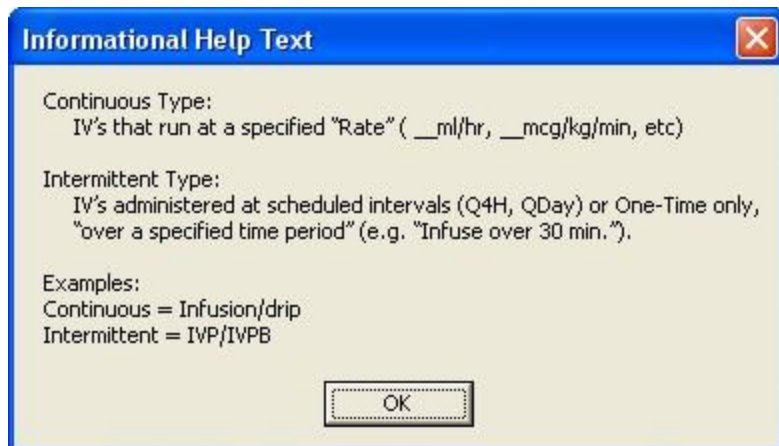 Informational Help Text
Continuous Type:
IV's that run at a specified "Rate" ( __ml/hr, __mcg/kg/min, etc)
Intermittent Type:
IV's administered at scheduled intervals (Q4H, QDay) or One-Time only,
"over a specified time period" (e.g. "Infuse over 30 min.").
Examples:
Continuous = Infusion/drip
Intermittent = IVP/IVPB
OK